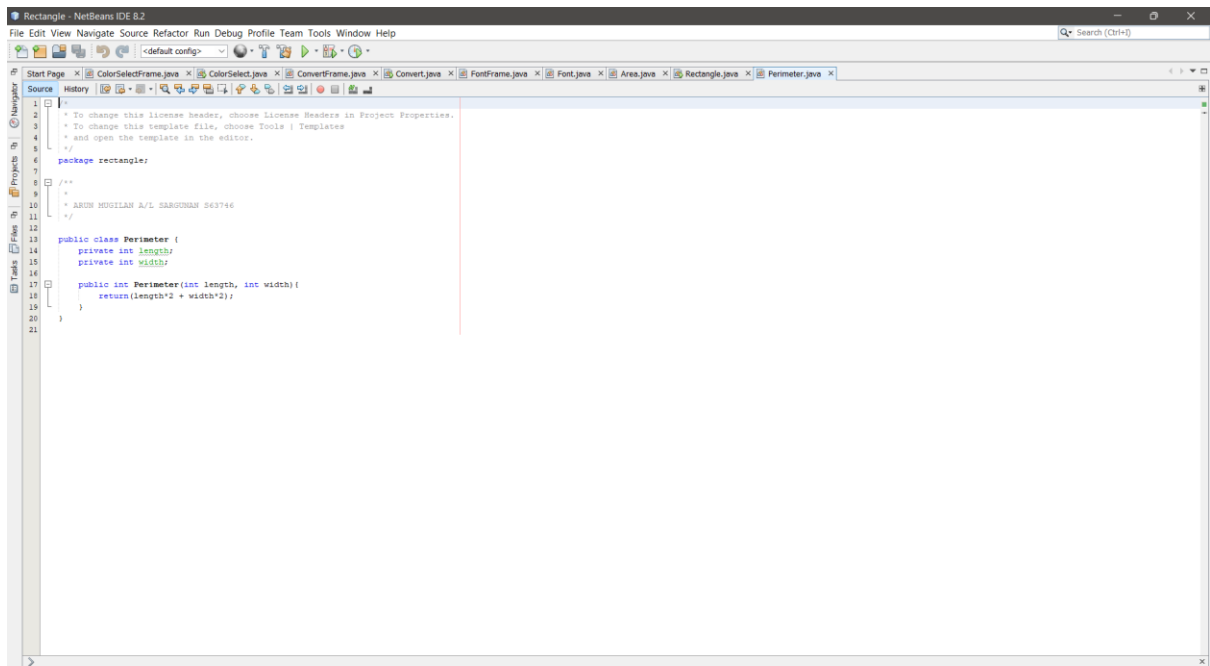 Rectangle - NetBeans IDE 8.2
File Edit View Navigate Source Refactor Run Debug Profile Team Tools Window Help
Search (Ctrl+I)
<default config>
Start Page ColorSelectFrame.java ColorSelect.java ConvertFrame.java Convert.java FontFrame.java Font.java Area.java Rectangle.java Perimeter.java
Source History
Navigator
Projects
Files
Tasks
1 /*
2 * To change this license header, choose License Headers in Project Properties.
3 * To change this template file, choose Tools | Templates
4 * and open the template in the editor.
5 */
6 package rectangle;
7
8 /**
9 *
10 * ARUN MUGILAN A/L SARGUNAN S63746
11 */
12
13 public class Perimeter {
14 private int length;
15 private int width;
16
17 public int Perimeter(int length, int width){
18 return(length*2 + width*2);
19 }
20 }
21